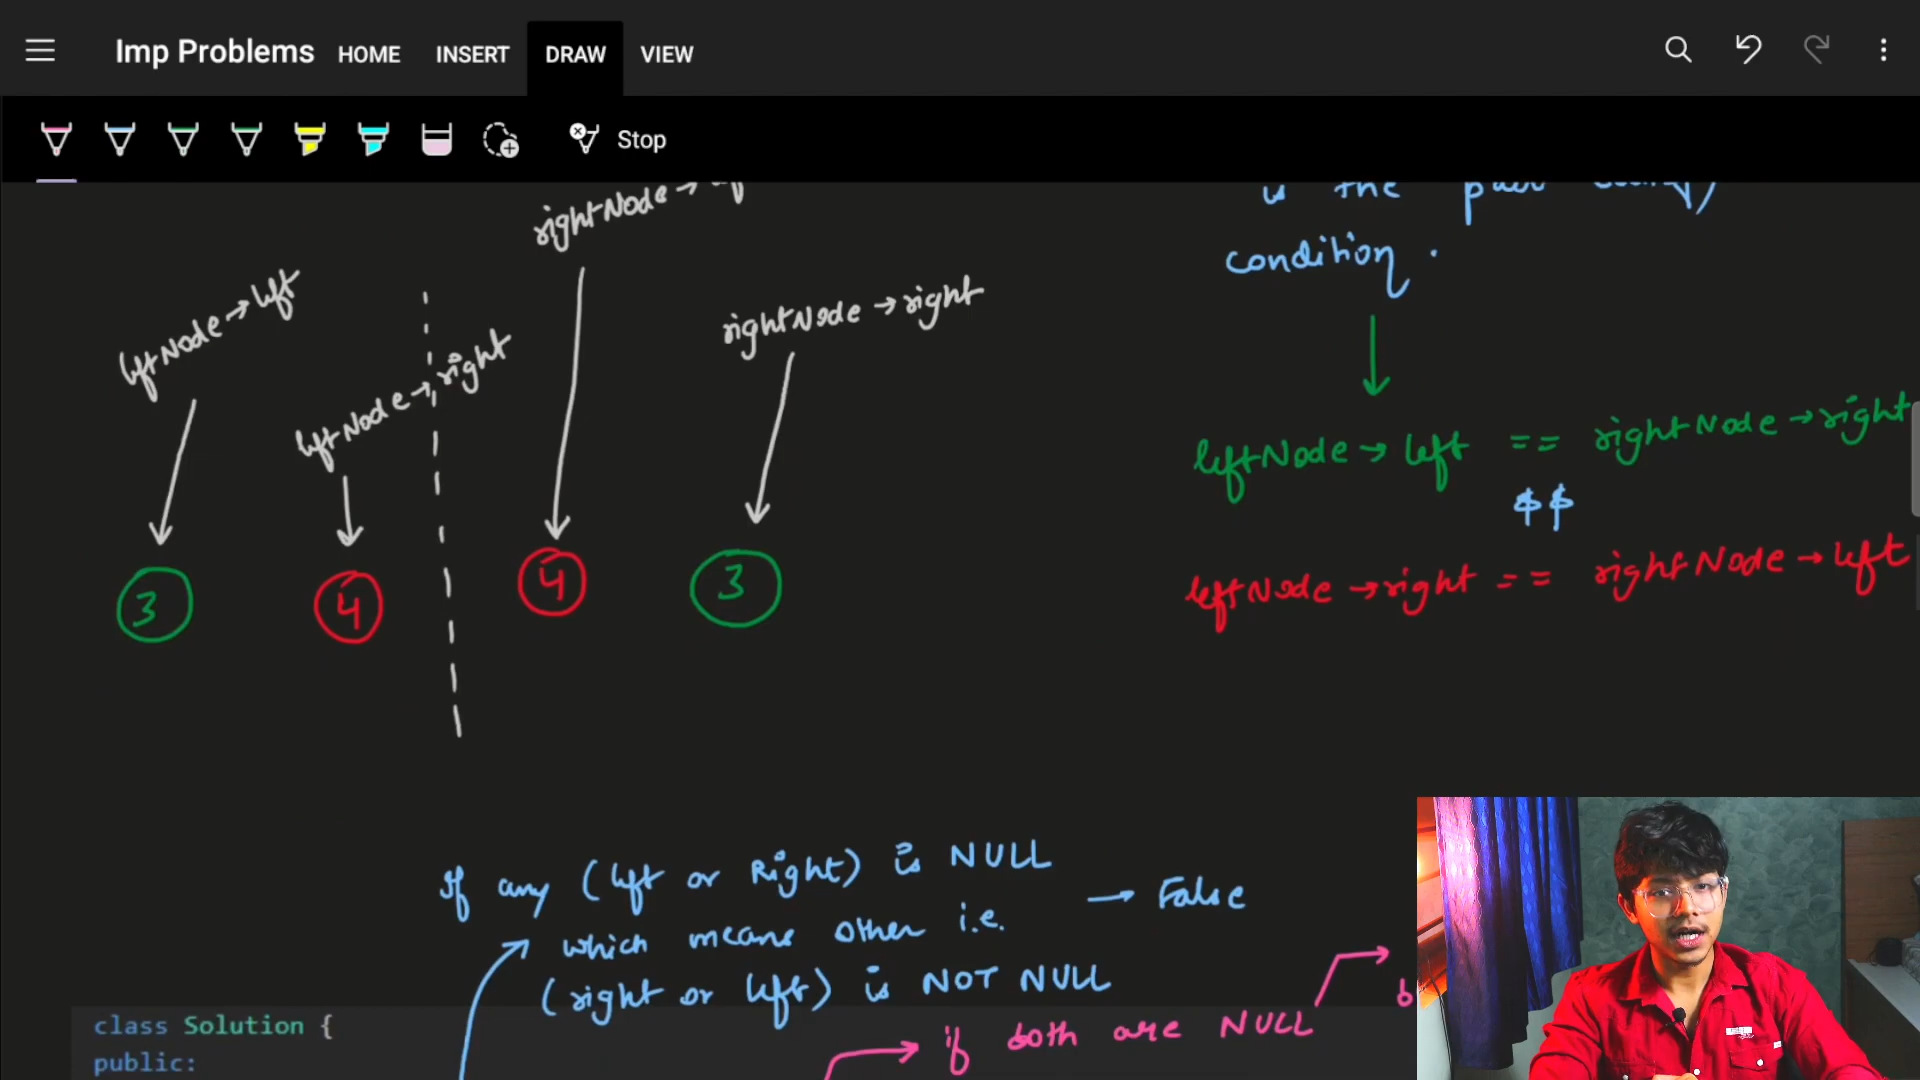 Imp Problems HOME INSERT DRAW VIEW
Stop
rightNode →
is the
condition.
leftNode → left
rightNode → right
leftNode → right
leftNode → left == rightNode → right
$$
leftNode → right == rightNode → left
3 4 4 3
If any (left or Right) is NULL
which means other i.e. → False
(right or left) is NOT NULL
if both are NULL
b
class Solution {
public: